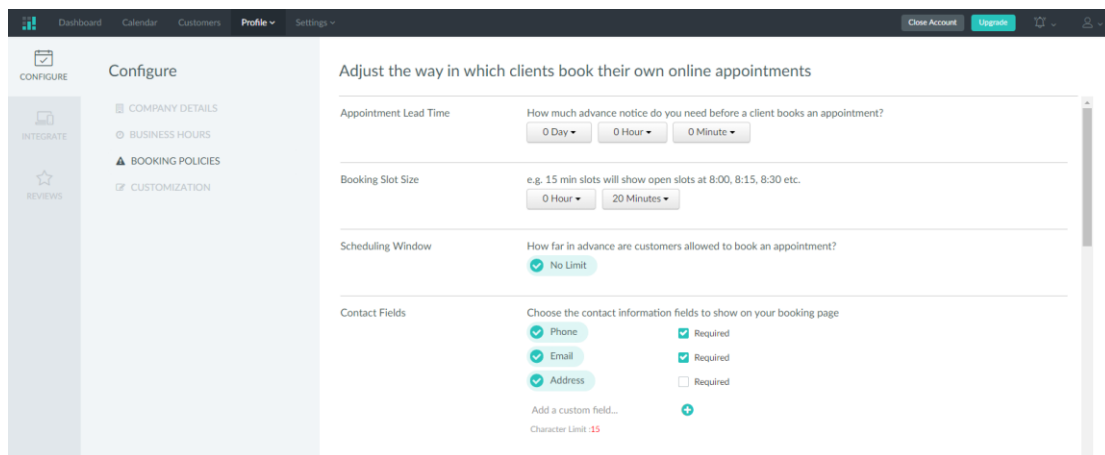 Dashboard Calendar Customers Profile Settings Close Account Upgrade
CONFIGURE
INTEGRATE
REVIEWS
Configure
COMPANY DETAILS
BUSINESS HOURS
BOOKING POLICIES
CUSTOMIZATION
Adjust the way in which clients book their own online appointments
Appointment Lead Time
How much advance notice do you need before a client books an appointment?
0 Day 0 Hour 0 Minute
Booking Slot Size
e.g. 15 min slots will show open slots at 8:00, 8:15, 8:30 etc.
0 Hour 20 Minutes
Scheduling Window
How far in advance are customers allowed to book an appointment?
No Limit
Contact Fields
Choose the contact information fields to show on your booking page
Phone Required
Email Required
Address Required
Add a custom field...
Character Limit :15